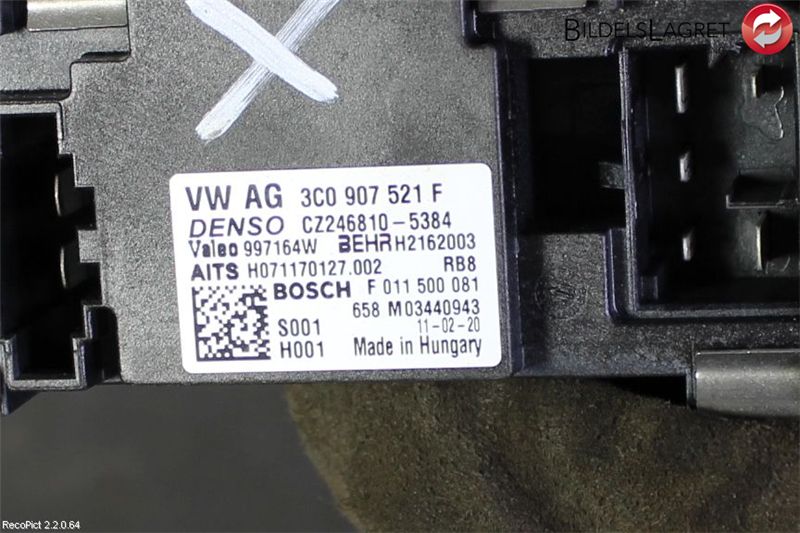 BILDELSLAGRET
VW AG 3C0 907 521 F
DENSO CZ246810-5384
Valeo 997164W BEHR H2162003
AITS H071170127.002 RB8
BOSCH F 011 500 081
658 M03440943
S001 11-02-20
H001 Made in Hungary
RecoPict 2.2.0.64